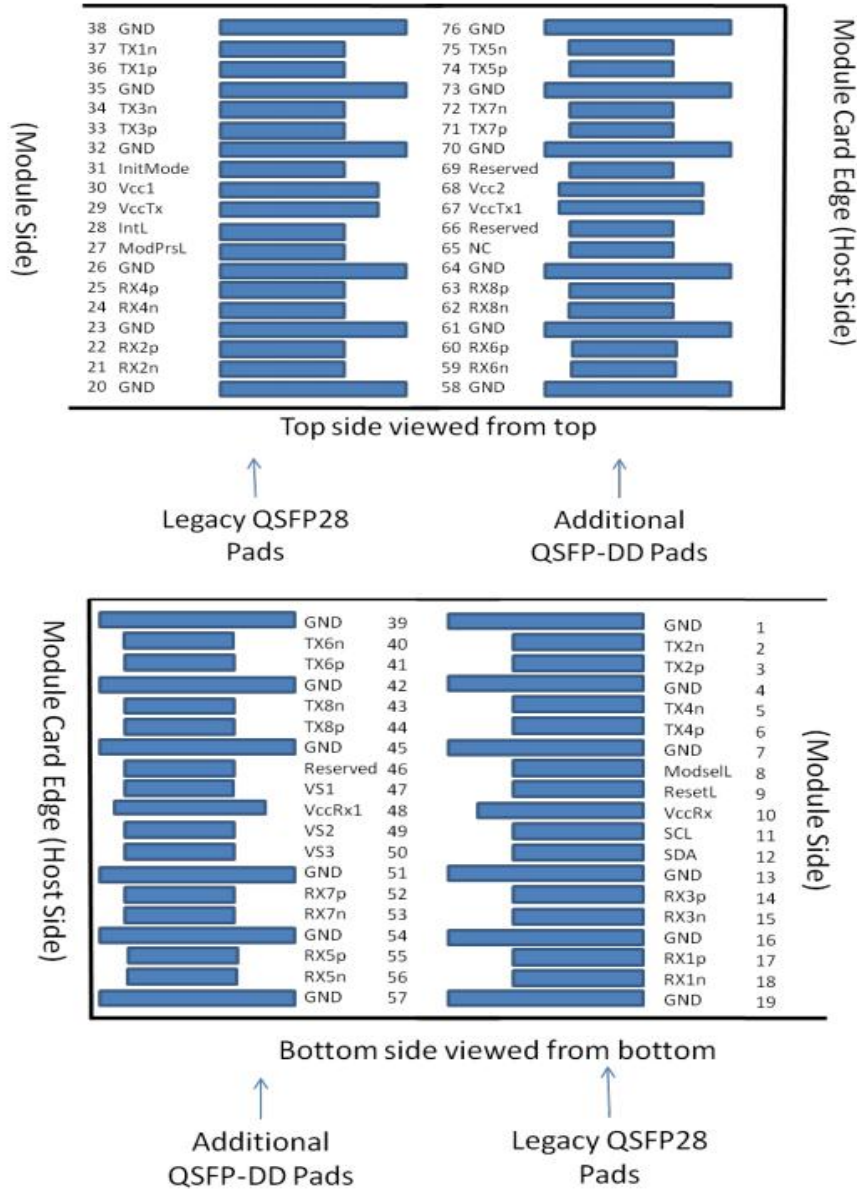 38 GND 76 GND
37 TX1n 75 TX5n
36 TX1p 74 TX5p
35 GND 73 GND
34 TX3n 72 TX7n
33 TX3p 71 TX7p
32 GND 70 GND
31 InitMode 69 Reserved
30 Vcc1 68 Vcc2
29 VccTx 67 VccTx1
28 IntL 66 Reserved
27 ModPrsL 65 NC
26 GND 64 GND
25 RX4p 63 RX8p
24 RX4n 62 RX8n
23 GND 61 GND
22 RX2p 60 RX6p
21 RX2n 59 RX6n
20 GND 58 GND
(Module Side)
Module Card Edge (Host Side)
Top side viewed from top
Legacy QSFP28
Pads
Additional
QSFP-DD Pads
Module Card Edge (Host Side)
GND 39 GND 1
TX6n 40 TX2n 2
TX6p 41 TX2p 3
GND 42 GND 4
TX8n 43 TX4n 5
TX8p 44 TX4p 6
GND 45 GND 7
Reserved 46 ModselL 8
VS1 47 ResetL 9
VccRx1 48 VccRx 10
VS2 49 SCL 11
VS3 50 SDA 12
GND 51 GND 13
RX7p 52 RX3p 14
RX7n 53 RX3n 15
GND 54 GND 16
RX5p 55 RX1p 17
RX5n 56 RX1n 18
GND 57 GND 19
(Module Side)
Bottom side viewed from bottom
Additional
QSFP-DD Pads
Legacy QSFP28
Pads